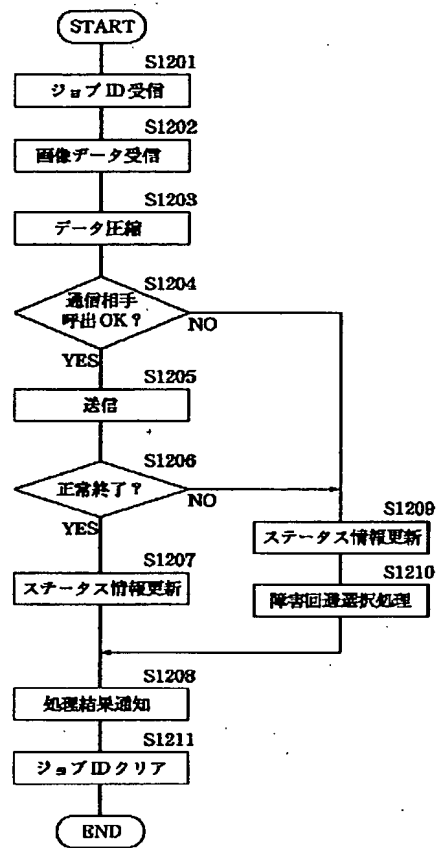 START
S1201
ジョブID受信
S1202
画像データ受信
S1203
データ圧縮
S1204
通信相手
呼出OK?
NO
YES
S1205
送信
S1206
正常終了?
NO
YES
S1209
ステータス情報更新
S1207
ステータス情報更新
S1210
障害回避選択処理
S1208
処理結果通知
S1211
ジョブIDクリア
END